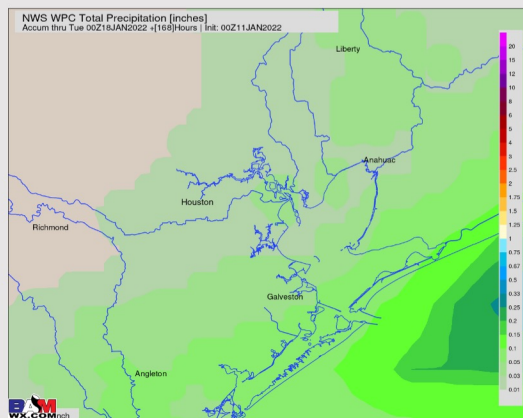 NWS WPC Total Precipitation [inches]
Accum thru Tue 00Z18JAN2022 +[168]Hours | Init: 00Z11JAN2022
Liberty
Anahuac
Houston
Richmond
Galveston
Angleton
20
15
10
8
6
5
4
3
2.5
2
1.75
1.5
1.25
1
0.75
0.67
0.5
0.33
0.25
0.2
0.15
0.1
0.05
0.03
0.01
BAM
WX.COM